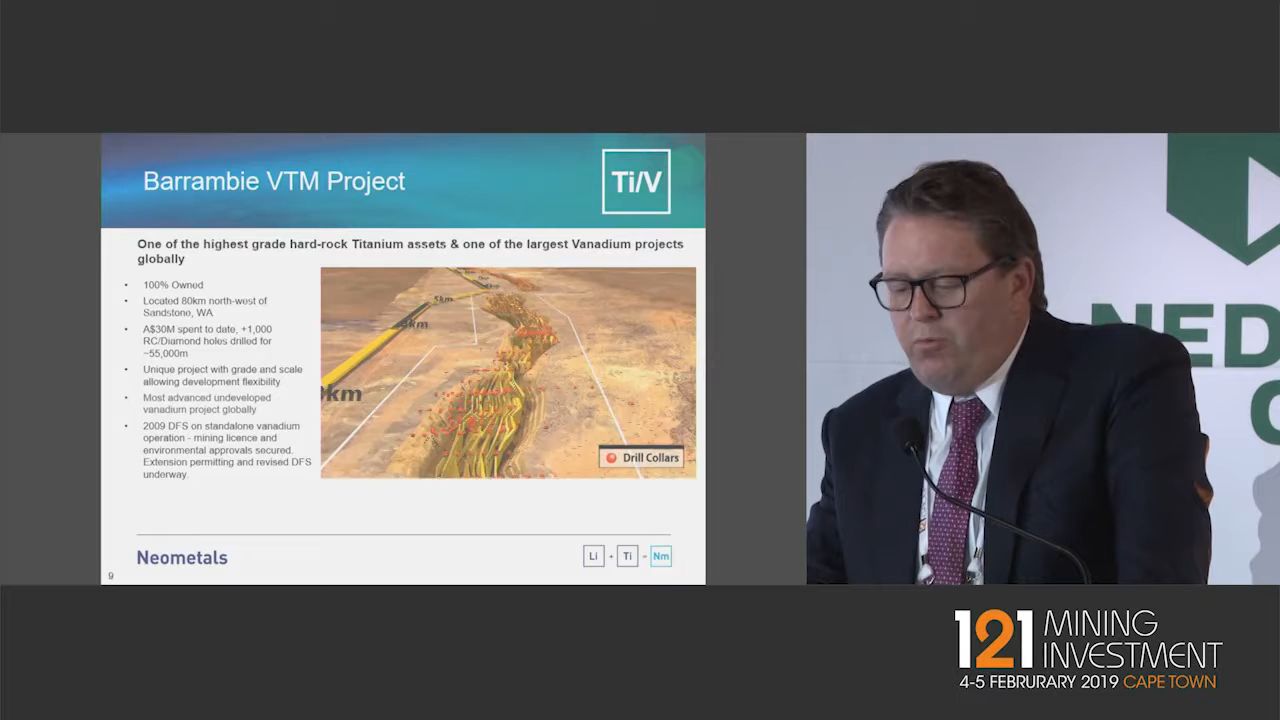 Barrambie VTM Project
Ti/V
One of the highest grade hard-rock Titanium assets & one of the largest Vanadium projects
globally
• 100% Owned
• Located 80km north-west of
Sandstone, WA
• A$30M spent to date, +1,000
RC/Diamond holes drilled for
~55,000m
• Unique project with grade and scale
allowing development flexibility
• Most advanced undeveloped
vanadium project globally
• 2009 DFS on standalone vanadium
operation - mining licence and
environmental approvals secured.
Extension permitting and revised DFS
underway.
km
Drill Collars
Neometals
Li + Ti = Nm
9
NED
C
121 MINING
INVESTMENT
4-5 FEBRURARY 2019 CAPE TOWN